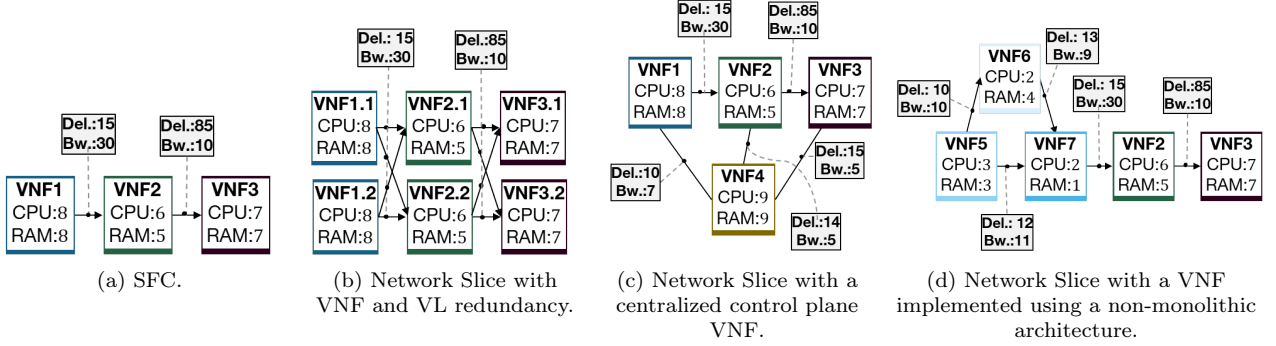 Del.:15
Bw.:30
Del.:85
Bw.:10
VNF1
CPU:8
RAM:8
VNF2
CPU:6
RAM:5
VNF3
CPU:7
RAM:7
(a) SFC.
Del.: 15
Bw.:30
Del.:85
Bw.:10
VNF1.1
CPU:8
RAM:8
VNF2.1
CPU:6
RAM:5
VNF3.1
CPU:7
RAM:7
VNF1.2
CPU:8
RAM:8
VNF2.2
CPU:6
RAM:5
VNF3.2
CPU:7
RAM:7
(b) Network Slice with
VNF and VL redundancy.
Del.: 15
Bw.:30
Del.:85
Bw.:10
VNF1
CPU:8
RAM:8
VNF2
CPU:6
RAM:5
VNF3
CPU:7
RAM:7
Del.:10
Bw.:7
VNF4
CPU:9
RAM:9
Del.:15
Bw.:5
Del.:14
Bw.:5
(c) Network Slice with a
centralized control plane
VNF.
Del.: 13
Bw.:9
VNF6
CPU:2
RAM:4
Del.: 10
Bw.:10
Del.: 15
Bw.:30
Del.:85
Bw.:10
VNF5
CPU:3
RAM:3
VNF7
CPU:2
RAM:1
VNF2
CPU:6
RAM:5
VNF3
CPU:7
RAM:7
Del.: 12
Bw.:11
(d) Network Slice with a VNF
implemented using a non-monolithic
architecture.